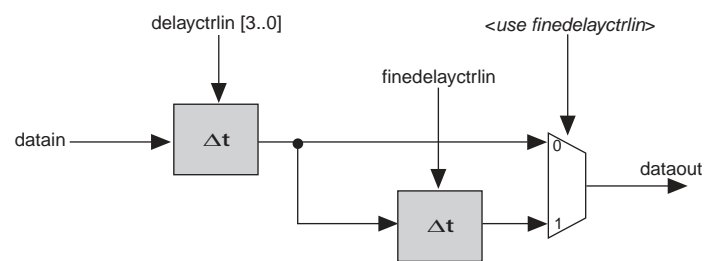 delayctrlin [3..0]
<use finedelayctrlin>
finedelayctrlin
datain
Δt
0
dataout
Δt
1